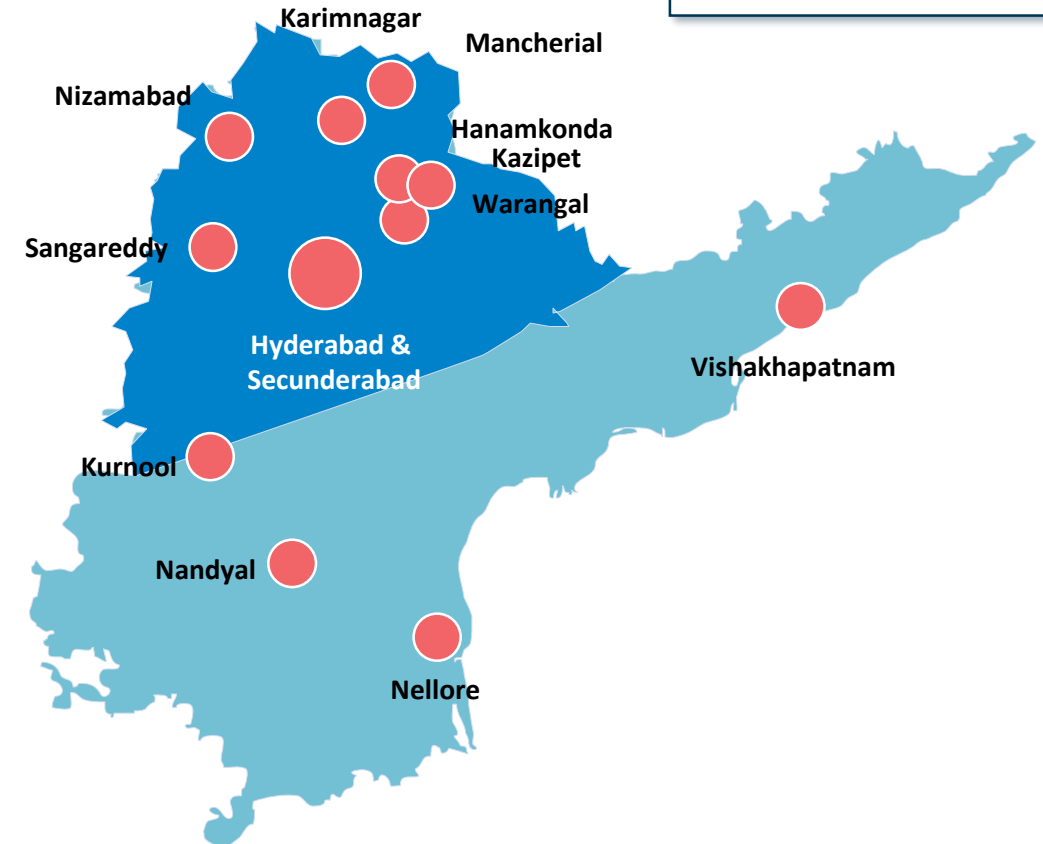 Karimnagar
Mancherial
Nizamabad
Hanamkonda
Kazipet
Warangal
Sangareddy
Hyderabad &
Secunderabad
Vishakhapatnam
Kurnool
Nandyal
Nellore